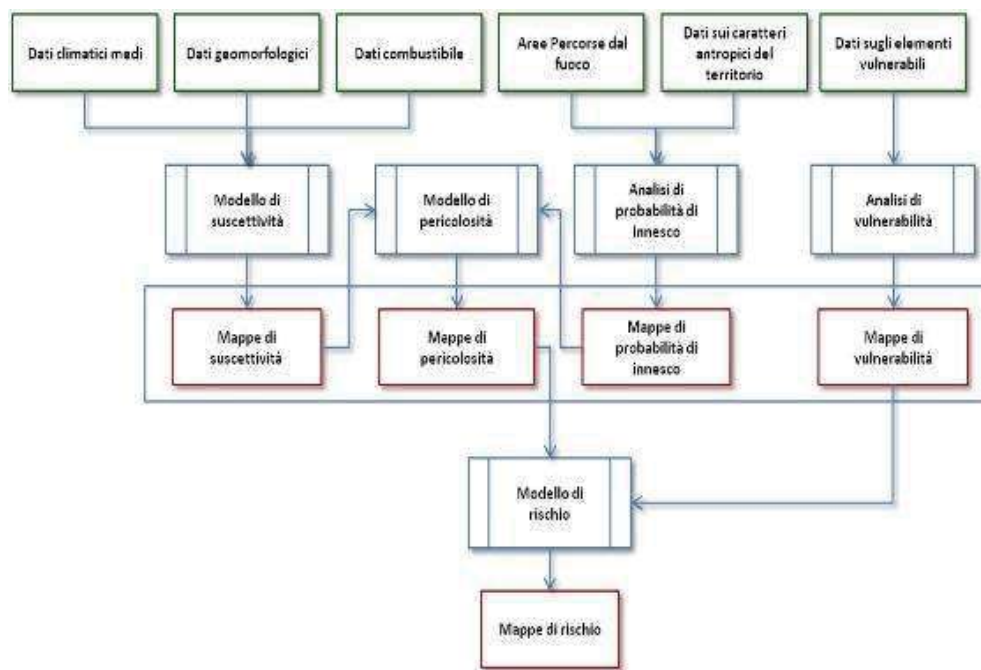 Dati climatici medi
Dati geomorfologici
Dati combustibile
Aree Percorse dal
fuoco
Dati sui caratteri
antropici del
territorio
Dati sugli elementi
vulnerabili
Modello di
suscettività
Modello di
pericolosità
Analisi di
probabilità di
Innesco
Analisi di
vulnerabilità
Mappe di
suscettività
Mappe di
pericolosità
Mappe di
probabilità di
innesco
Mappe di
vulnerabilità
Modello di
rischio
Mappe di rischio